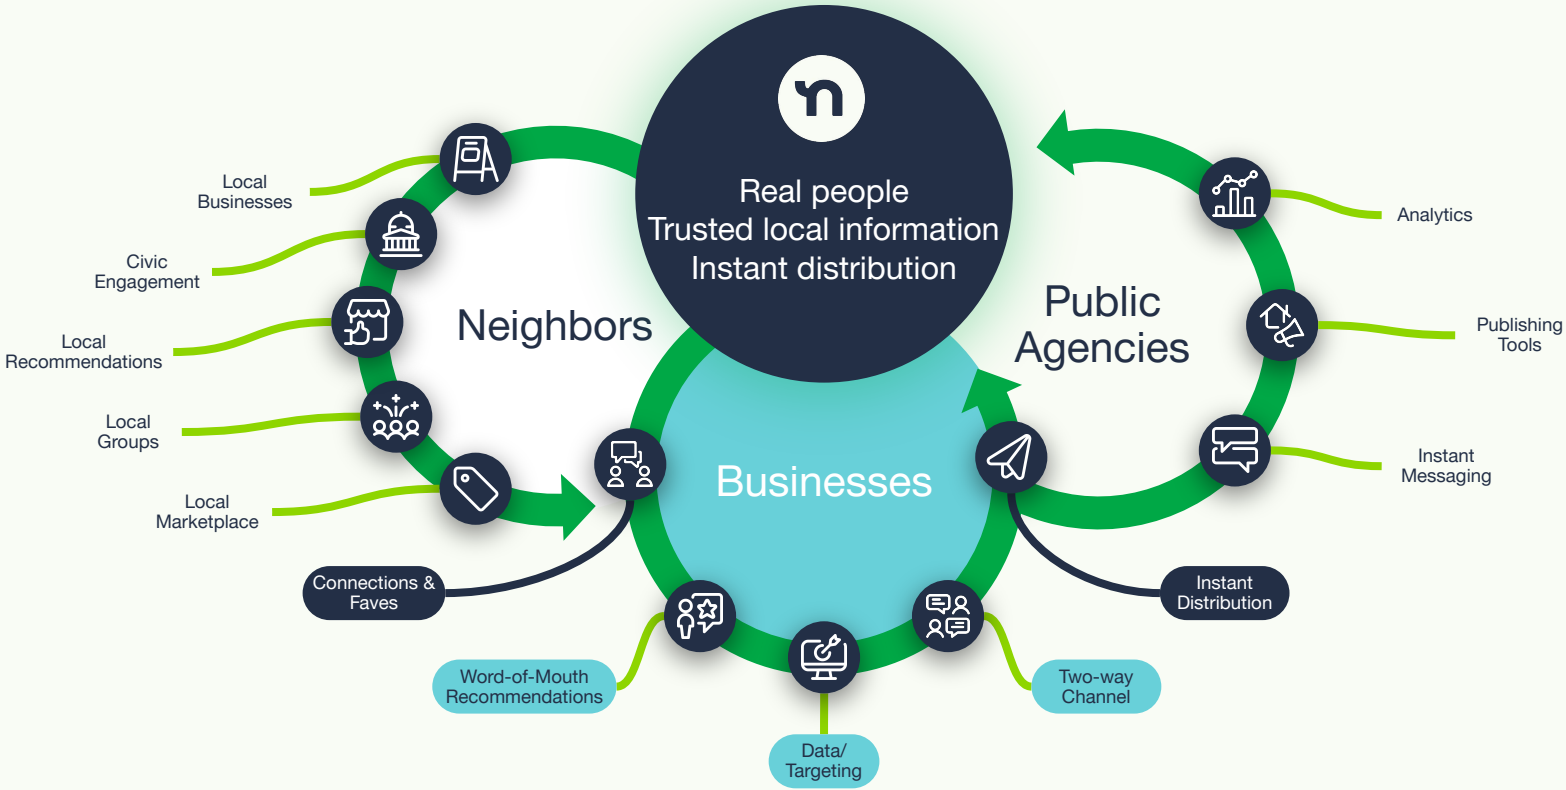 n
Real people
Trusted local information
Instant distribution
Neighbors
Local
Businesses
Civic
Engagement
Local
Recommendations
Local
Groups
Local
Marketplace
Public
Agencies
Analytics
Publishing
Tools
Instant
Messaging
Businesses
Connections &
Faves
Word-of-Mouth
Recommendations
Data/
Targeting
Two-way
Channel
Instant
Distribution